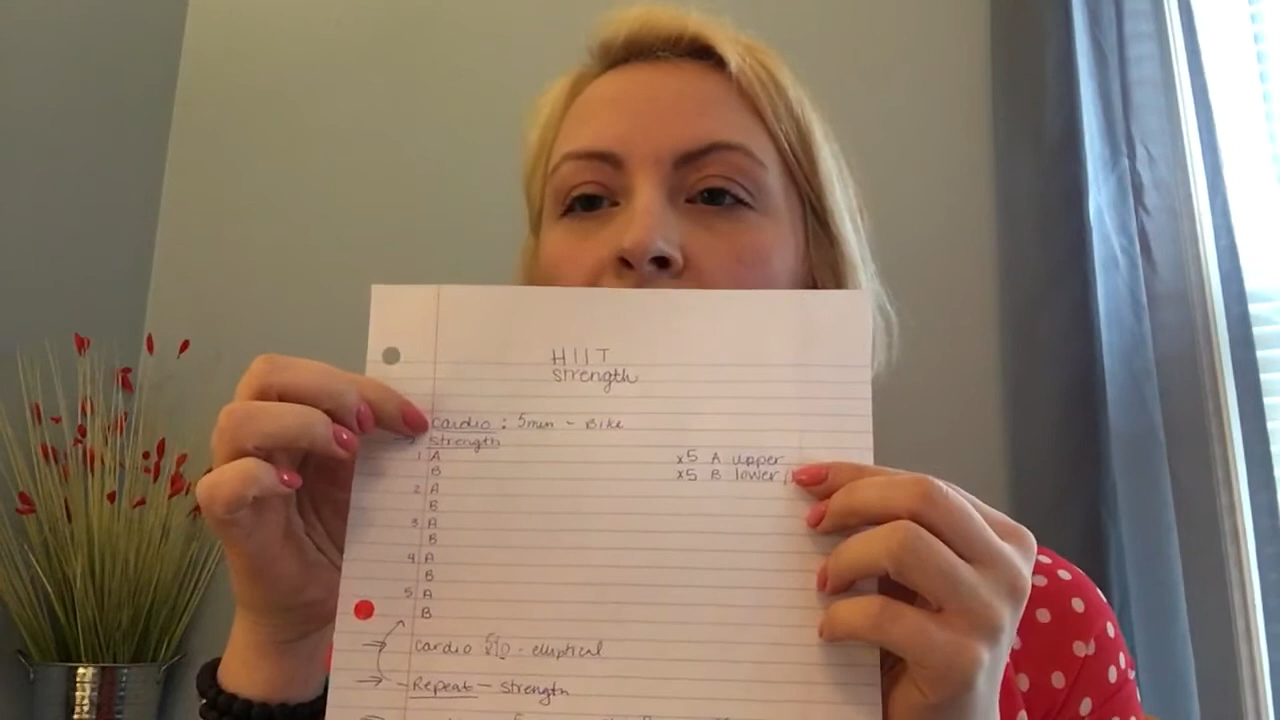 HIIT
strength
Cardio : 5min - Bike
strength
1 A
B
x5 A upper
x5 B lower/
2 A
B
3 A
B
4 A
B
5 A
B
Cardio - elliptical
- Repeat - strength